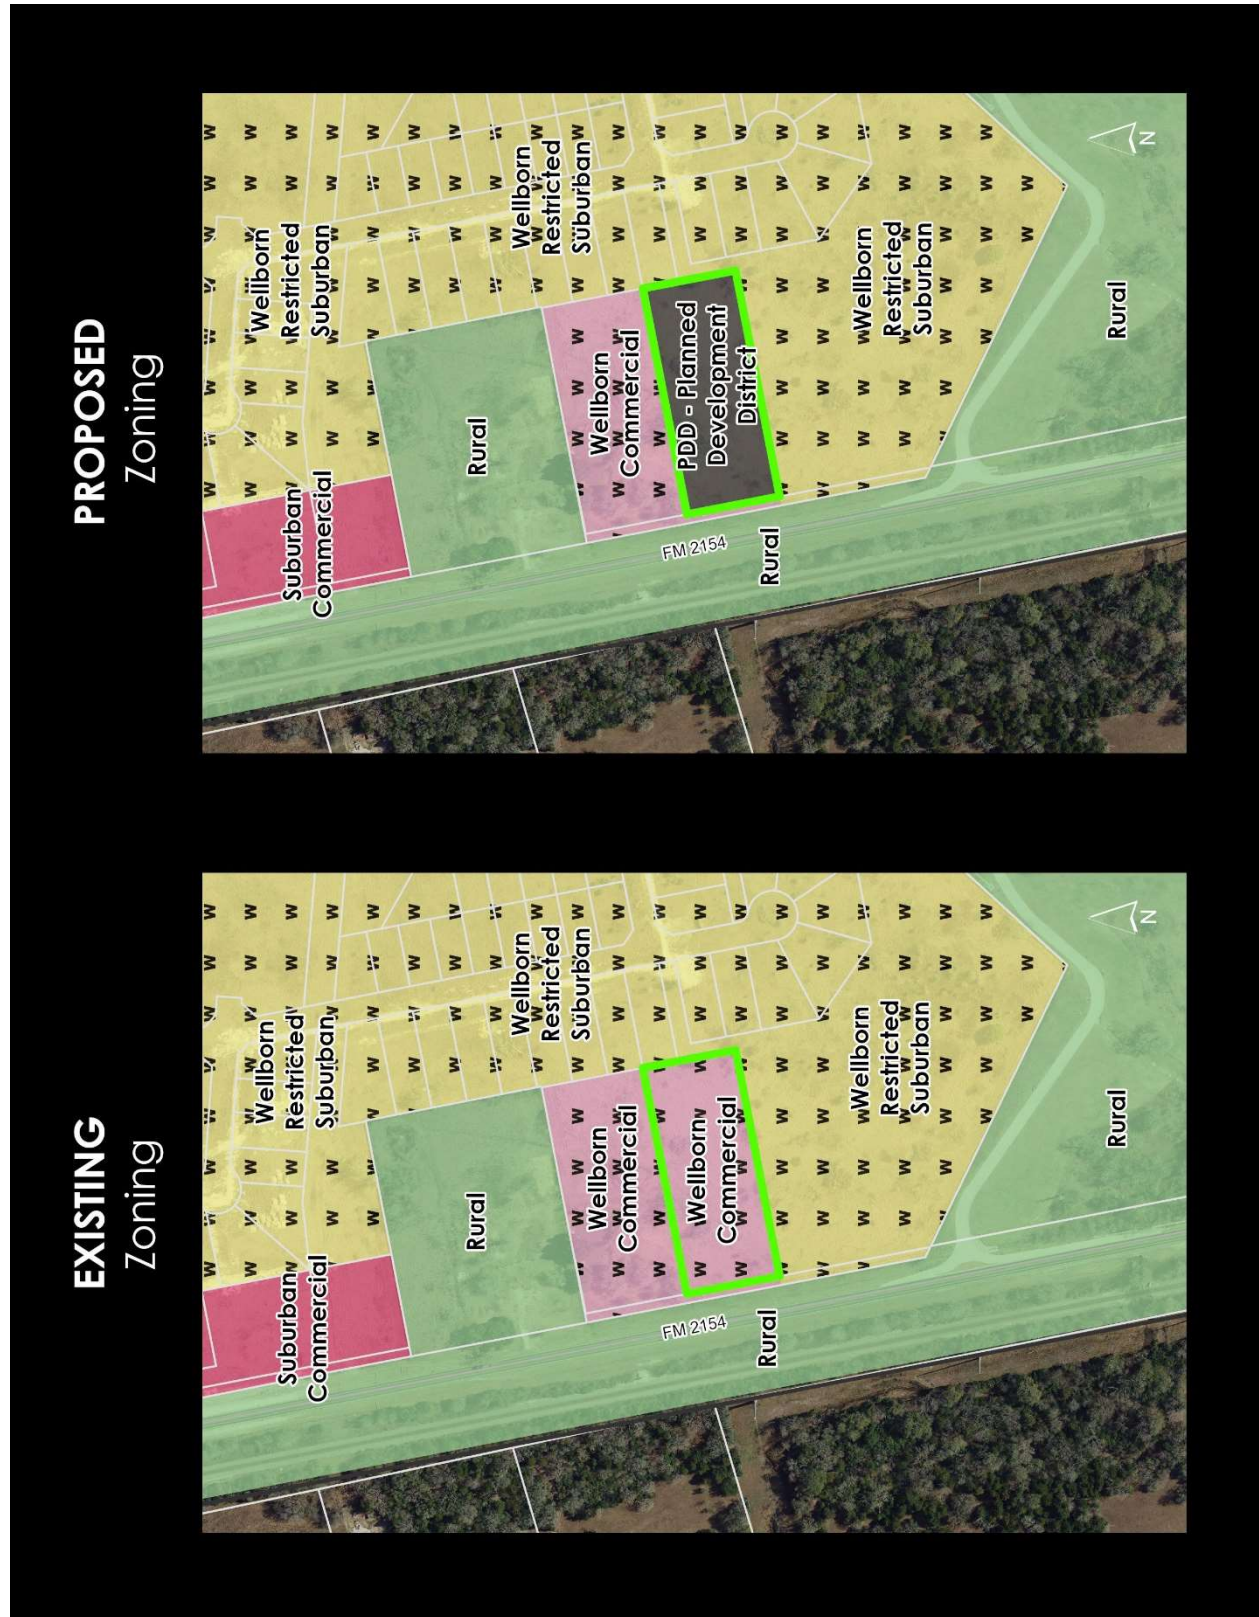 EXISTING
Zoning
Suburban
Commercial
Wellborn
Restricted
Suburban
Wellborn
Restricted
Suburban
Rural
Wellborn
Commercial
Wellborn
Commercial
Wellborn
Restricted
Suburban
FM 2154
Rural
Rural
N
PROPOSED
Zoning
Suburban
Commercial
Wellborn
Restricted
Suburban
Wellborn
Restricted
Suburban
Rural
Wellborn
Commercial
PDD - Planned
Development
District
Wellborn
Restricted
Suburban
FM 2154
Rural
Rural
N